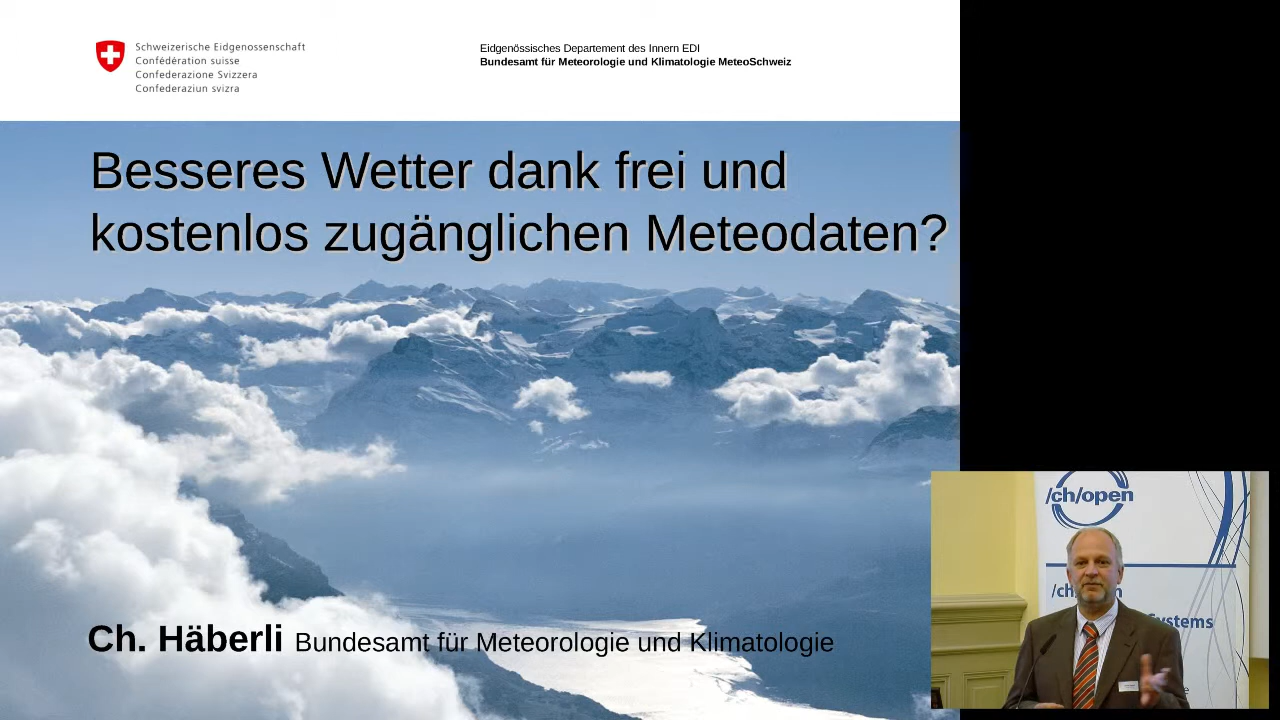 Schweizerische Eidgenossenschaft
Confédération suisse
Confederazione Svizzera
Confederaziun svizra
Eidgenössisches Departement des Innern EDI
Bundesamt für Meteorologie und Klimatologie MeteoSchweiz
Besseres Wetter dank frei und
kostenlos zugänglichen Meteodaten?
Ch. Häberli Bundesamt für Meteorologie und Klimatologie
/ch/open
Systems